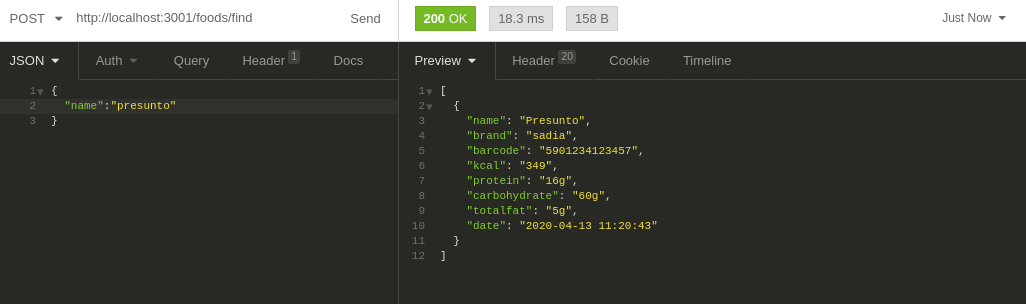 POST http://localhost:3001/foods/find Send 200 OK 18.3 ms 158 B Just Now
JSON Auth Query Header 1 Docs Preview Header 20 Cookie Timeline
1 {
2 "name":"presunto"
3 }
1 [
2 {
3 "name": "Presunto",
4 "brand": "sadia",
5 "barcode": "5901234123457",
6 "kcal": "349",
7 "protein": "16g",
8 "carbohydrate": "60g",
9 "totalfat": "5g",
10 "date": "2020-04-13 11:20:43"
11 }
12 ]